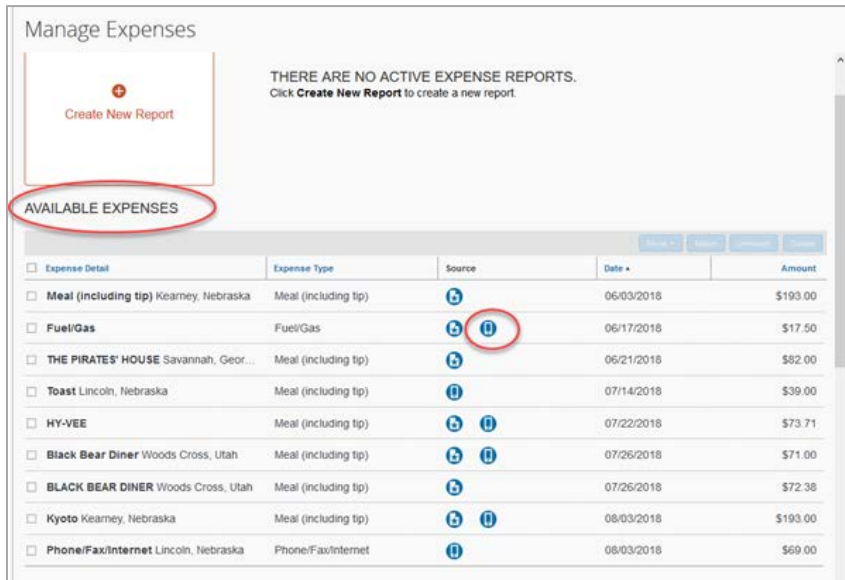 Manage Expenses
Create New Report
THERE ARE NO ACTIVE EXPENSE REPORTS.
Click Create New Report to create a new report.
AVAILABLE EXPENSES
Expense Detail Expense Type Source Date Amount
Meal (including tip) Kearney, Nebraska Meal (including tip) 06/03/2018 $193.00
Fuel/Gas Fuel/Gas 06/17/2018 $17.50
THE PIRATES' HOUSE Savannah, Geor... Meal (including tip) 06/21/2018 $82.00
Toast Lincoln, Nebraska Meal (including tip) 07/14/2018 $39.00
HY-VEE Meal (including tip) 07/22/2018 $73.71
Black Bear Diner Woods Cross, Utah Meal (including tip) 07/26/2018 $71.00
BLACK BEAR DINER Woods Cross, Utah Meal (including tip) 07/26/2018 $72.38
Kyoto Kearney, Nebraska Meal (including tip) 08/03/2018 $193.00
Phone/Fax/Internet Lincoln, Nebraska Phone/Fax/Internet 08/03/2018 $69.00